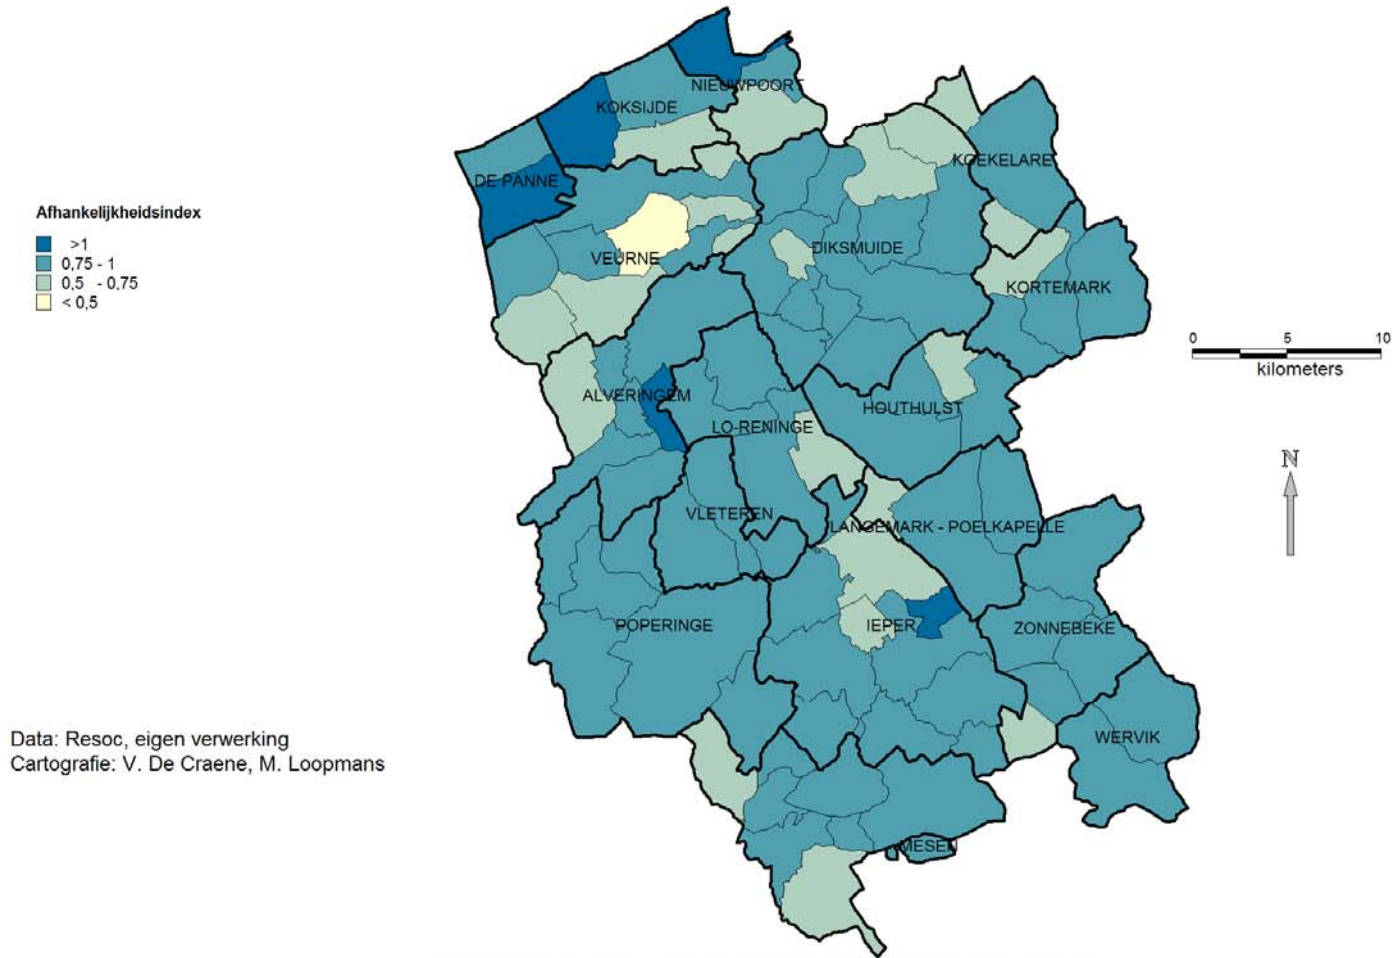 NIEUWPOORT
KOKSIJDE
KOEKELARE
DE PANNE
Afhankelijkheidsindex
>1
0,75 - 1
0,5 - 0,75
< 0,5
VEURNE
DIKSMUIDE
KORTEMARK
0 5 10
kilometers
ALVERINGEM
HOUTHULST
LO-RENINGE
N
VLETEREN
LANGEMARK - POELKAPELLE
POPERINGE
IEPER
ZONNEBEKE
WERVIK
Data: Resoc, eigen verwerking
Cartografie: V. De Craene, M. Loopmans
MESEN